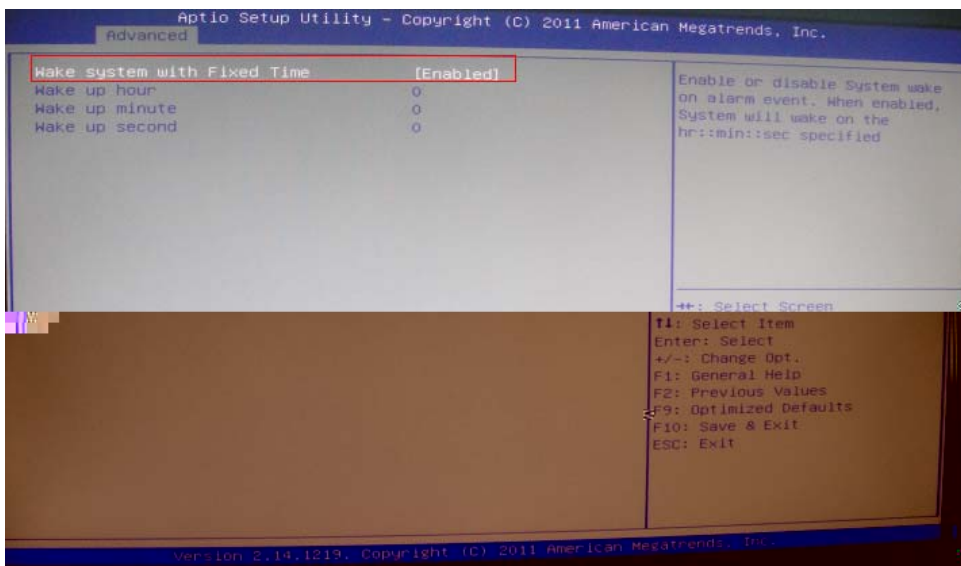 Aptio Setup Utility – Copyright (C) 2011 American Megatrends, Inc.
Advanced
Wake system with Fixed Time [Enabled]
Wake up hour 0
Wake up minute 0
Wake up second 0
Enable or disable System wake
on alarm event. When enabled,
System will wake on the
hr::min::sec specified
→←: Select Screen
↑↓: Select Item
Enter: Select
+/-: Change Opt.
F1: General Help
F2: Previous Values
F9: Optimized Defaults
F10: Save & Exit
ESC: Exit
Version 2.14.1219. Copyright (C) 2011 American Megatrends, Inc.